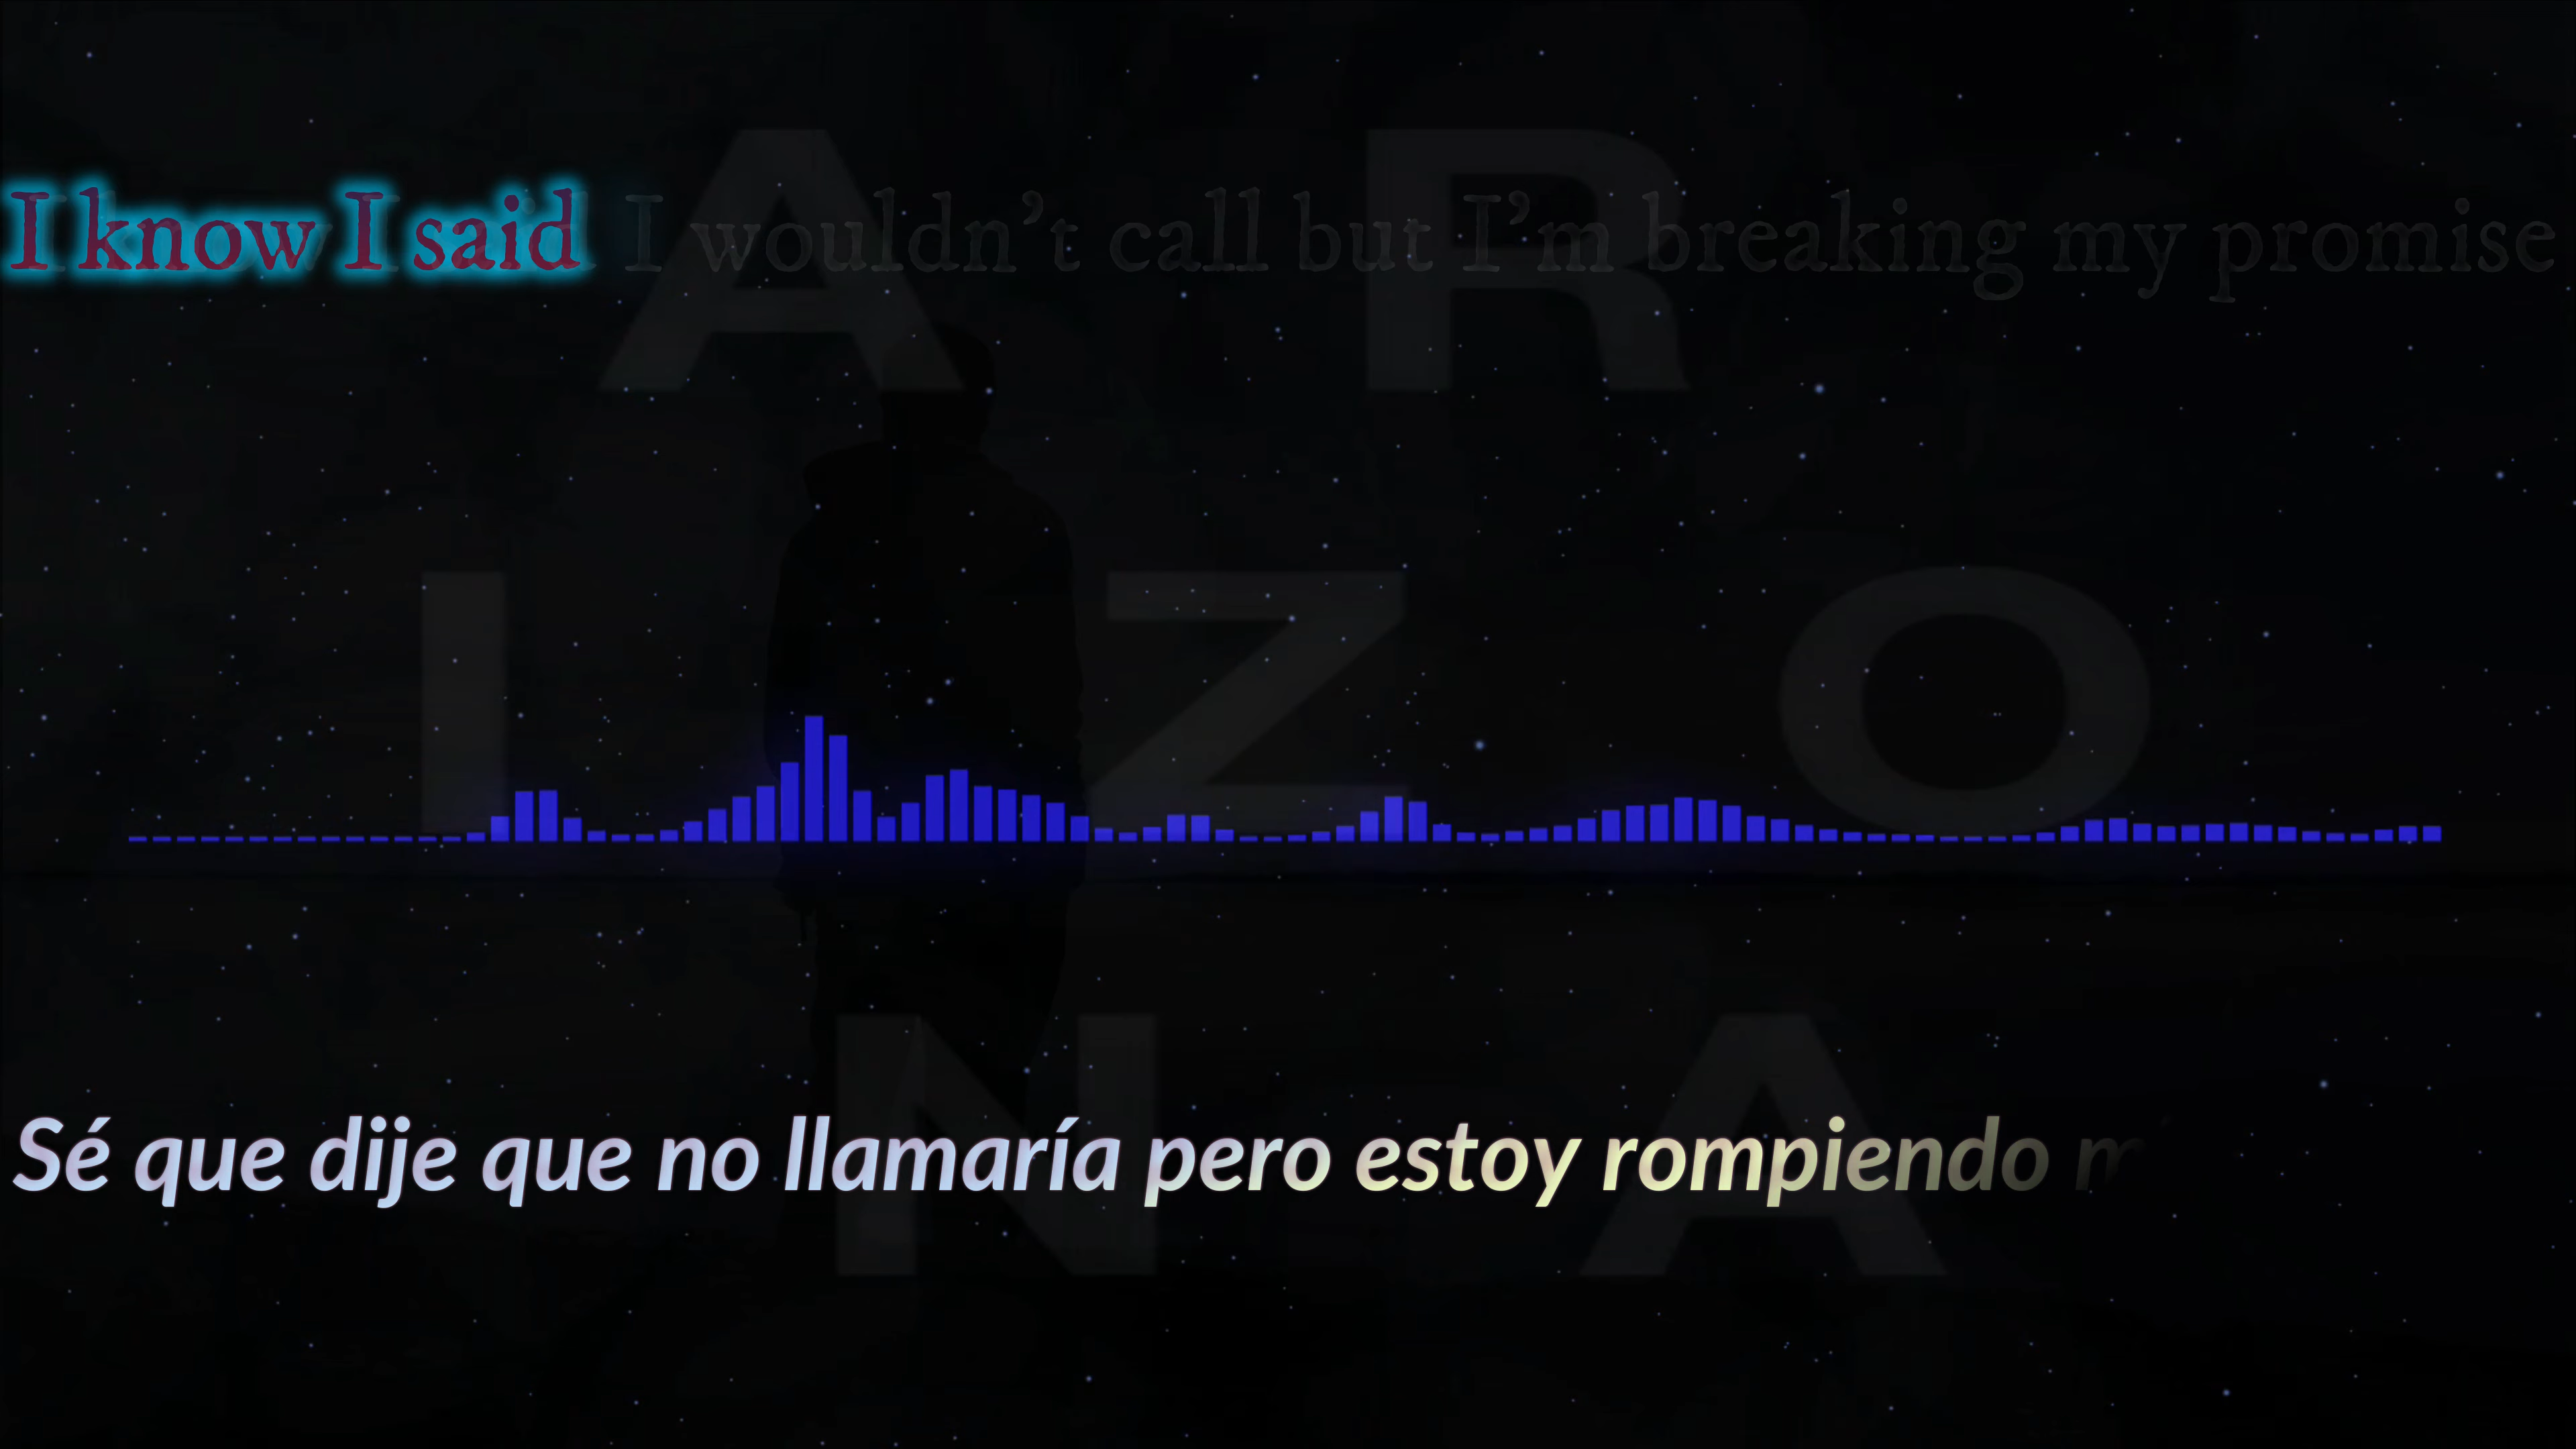 I know I said I wouldn't call but I'm breaking my promise
A R
I Z O
N A
Sé que dije que no llamaría pero estoy rompiendo